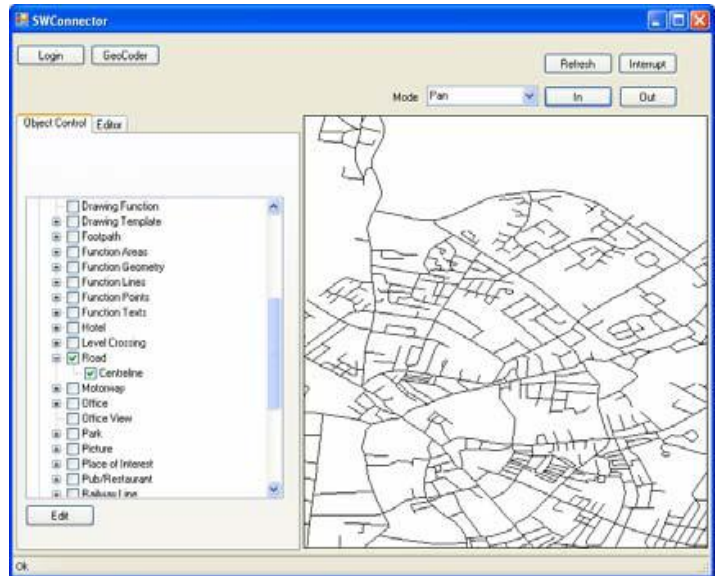 SWConnector
Login GeoCoder
Refresh Interrupt
Mode Pan In Out
Object Control Editor
Drawing Function
Drawing Template
Footpath
Function Areas
Function Geometry
Function Lines
Function Points
Function Texts
Hotel
Level Crossing
Road
Centreline
Motorway
Office
Office View
Park
Picture
Place of Interest
Pub/Restaurant
Railway Line
Edit
Ok